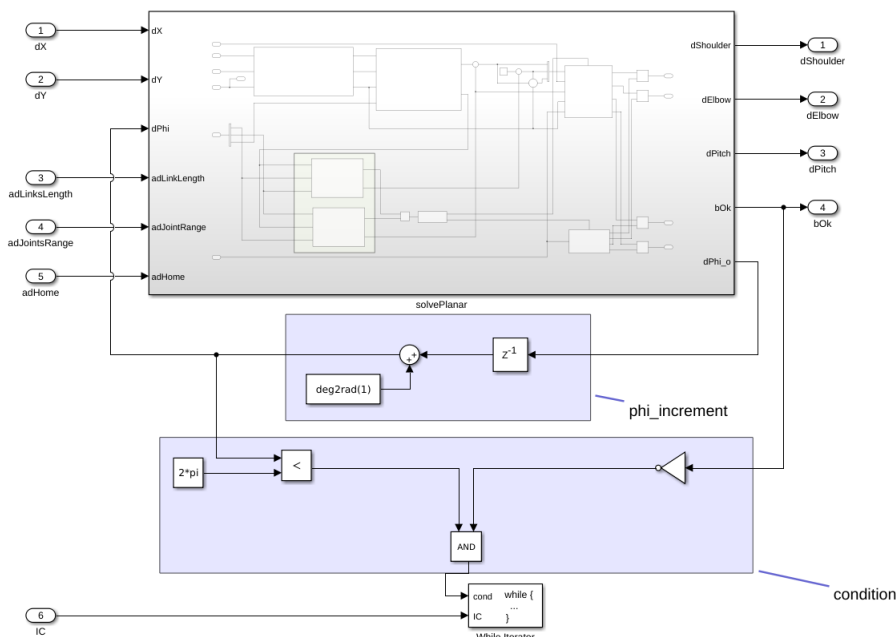 1
dX
2
dY
3
adLinksLength
4
adJointsRange
5
adHome
dX
dY
dPhi
adLinkLength
adJointRange
adHome
dShoulder
dElbow
dPitch
bOk
dPhi_o
1
dShoulder
2
dElbow
3
dPitch
4
bOk
solvePlanar
Z-1
++
deg2rad(1)
phi_increment
2*pi
<
AND
condition
6
IC
cond
IC
while {
...
}
While Iterator